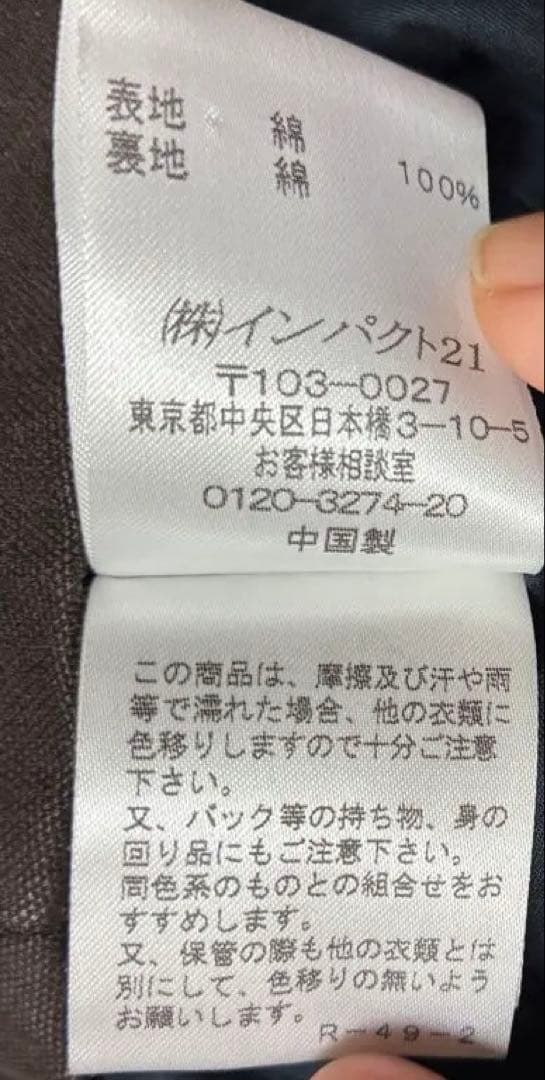 表地 綿
裏地 綿 100%
㈱インパクト21
〒103-0027
東京都中央区日本橋3-10-5
お客様相談室
0120-3274-20
中国製
この商品は、摩擦及び汗や雨
等で濡れた場合、他の衣類に
色移りしますので十分ご注意
下さい。
又、バック等の持ち物、身の
回り品にもご注意下さい。
同色系のものとの組合せをお
すすめします。
又、保管の際も他の衣類とは
別にして、色移りの無いよう
お願いします。
R-49-2